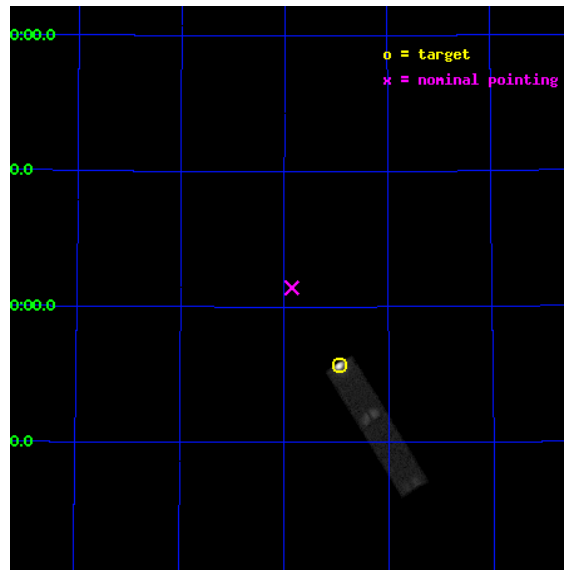 0:00.0
o = target
x = nominal pointing
0.0
0:00.0
0.0